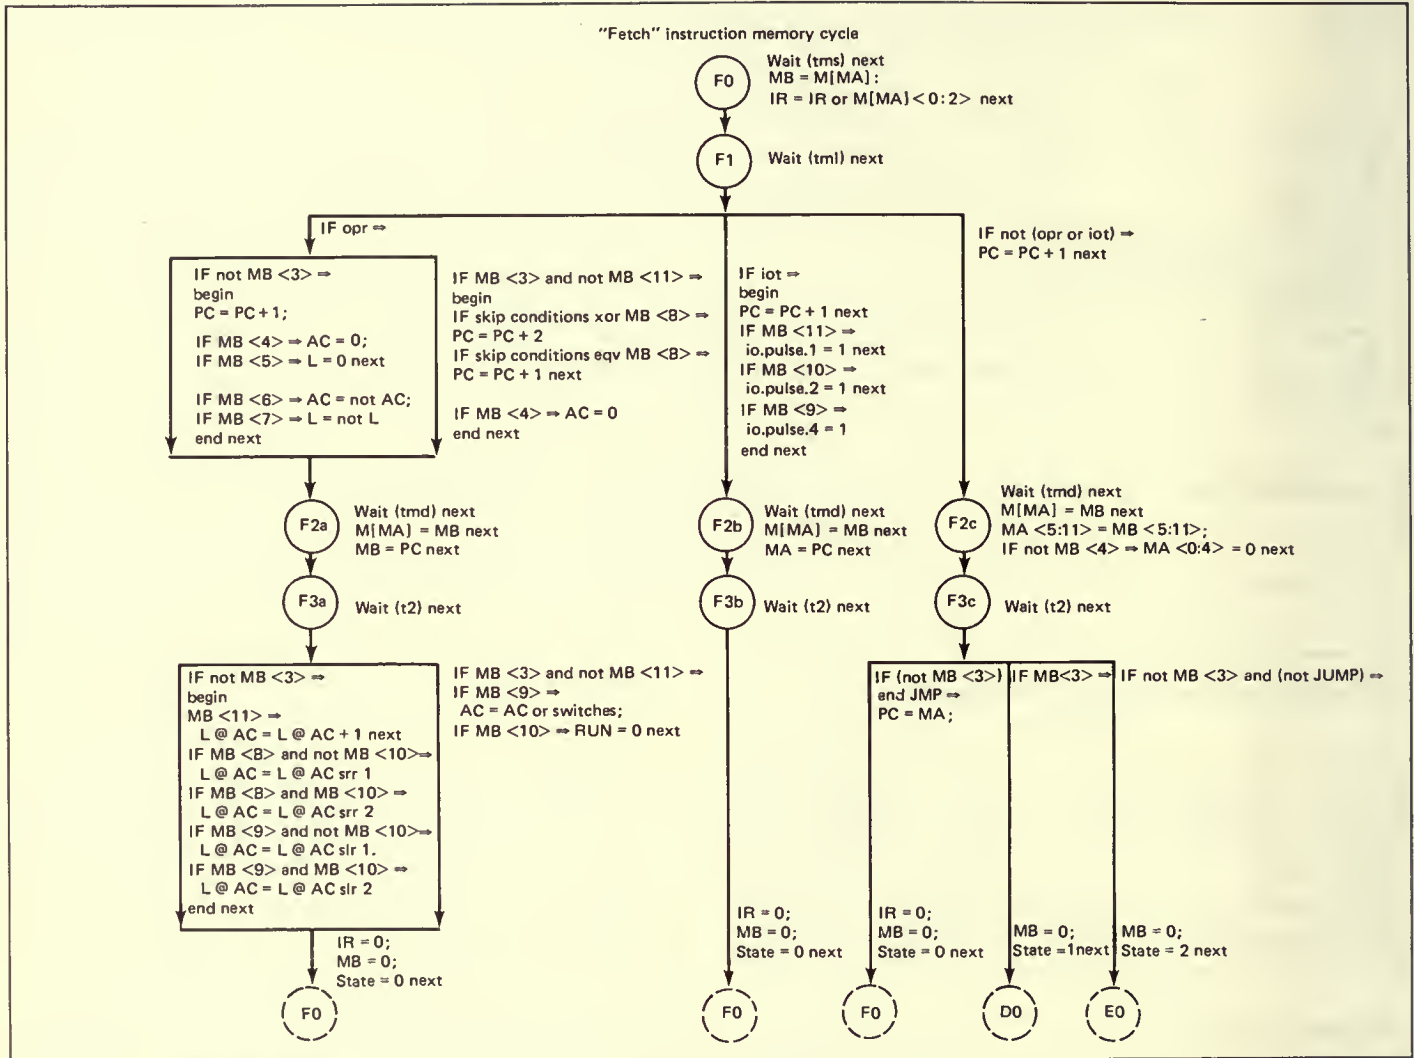 "Fetch" instruction memory cycle
F0
Wait (tms) next
MB = M[MA] :
IR = IR or M[MA] < 0:2> next
F1
Wait (tml) next
IF opr ⇒
IF not MB <3> ⇒
begin
PC = PC + 1;
IF MB <4> ⇒ AC = 0;
IF MB <5> ⇒ L = 0 next
IF MB <6> ⇒ AC = not AC;
IF MB <7> ⇒ L = not L
end next
IF MB <3> and not MB <11> ⇒
begin
IF skip conditions xor MB <8> ⇒
PC = PC + 2
IF skip conditions eqv MB <8> ⇒
PC = PC + 1 next
IF MB <4> ⇒ AC = 0
end next
IF iot ⇒
begin
PC = PC + 1 next
IF MB <11> ⇒
io.pulse.1 = 1 next
IF MB <10> ⇒
io.pulse.2 = 1 next
IF MB <9> ⇒
io.pulse.4 = 1
end next
IF not (opr or iot) ⇒
PC = PC + 1 next
F2a
Wait (tmd) next
M[MA] = MB next
MB = PC next
F2b
Wait (tmd) next
M[MA] = MB next
MA = PC next
F2c
Wait (tmd) next
M[MA] = MB next
MA <5:11> = MB <5:11>;
IF not MB <4> ⇒ MA <0:4> = 0 next
F3a
Wait (t2) next
F3b
Wait (t2) next
F3c
Wait (t2) next
IF not MB <3> ⇒
begin
MB <11> ⇒
L @ AC = L @ AC + 1 next
IF MB <8> and not MB <10> ⇒
L @ AC = L @ AC srr 1
IF MB <8> and MB <10> ⇒
L @ AC = L @ AC srr 2
IF MB <9> and not MB <10> ⇒
L @ AC = L @ AC slr 1.
IF MB <9> and MB <10> ⇒
L @ AC = L @ AC slr 2
end next
IF MB <3> and not MB <11> ⇒
IF MB <9> ⇒
AC = AC or switches;
IF MB <10> ⇒ RUN = 0 next
IF (not MB <3>)
end JMP ⇒
PC = MA;
IF MB<3> ⇒
IF not MB <3> and (not JUMP) ⇒
IR = 0;
MB = 0;
State = 0 next
F0
IR = 0;
MB = 0;
State = 0 next
F0
IR = 0;
MB = 0;
State = 0 next
F0
MB = 0;
State = 1next
D0
MB = 0;
State = 2 next
E0